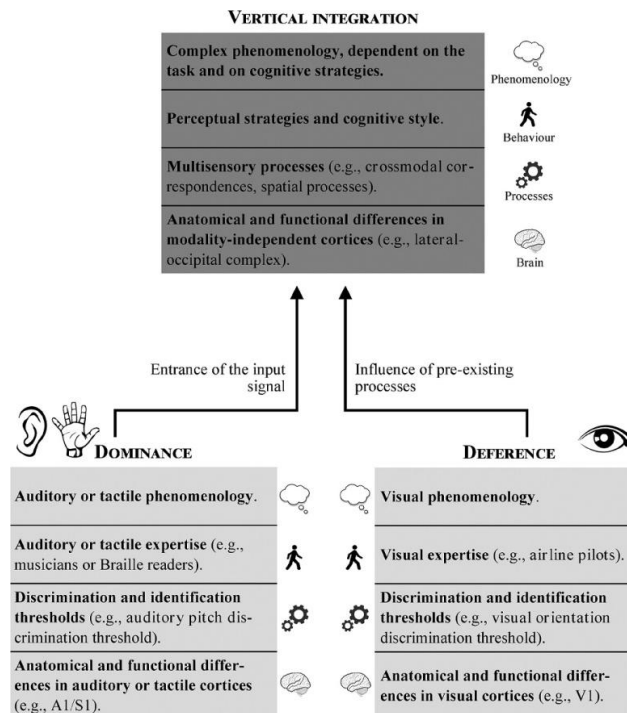 VERTICAL INTEGRATION
Complex phenomenology, dependent on the
task and on cognitive strategies.
Phenomenology
Perceptual strategies and cognitive style.
Behaviour
Multisensory processes (e.g., crossmodal cor-
respondences, spatial processes).
Processes
Anatomical and functional differences in
modality-independent cortices (e.g., lateral-
occipital complex).
Brain
Entrance of the input
signal
Influence of pre-existing
processes
DOMINANCE
Auditory or tactile phenomenology.
Auditory or tactile expertise (e.g.,
musicians or Braille readers).
Discrimination and identification
thresholds (e.g., auditory pitch dis-
crimination threshold).
Anatomical and functional differ-
ences in auditory or tactile cortices
(e.g., A1/S1).
DEFERENCE
Visual phenomenology.
Visual expertise (e.g., airline pilots).
Discrimination and identification
thresholds (e.g., visual orientation
discrimination threshold).
Anatomical and functional differ-
ences in visual cortices (e.g., V1).